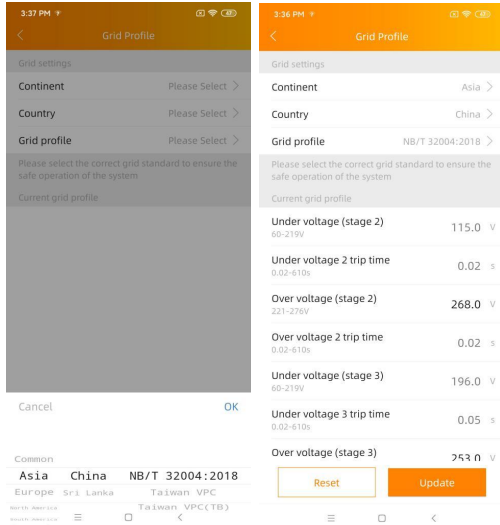 3:37 PM
Grid Profile
Grid settings
Continent Please Select
Country Please Select
Grid profile Please Select
Please select the correct grid standard to ensure the
safe operation of the system
Current grid profile
Cancel OK
Common
Asia China NB/T 32004:2018
Europe Sri Lanka Taiwan VPC
North America Taiwan VPC(TB)
South America
3:36 PM
Grid Profile
Grid settings
Continent Asia
Country China
Grid profile NB/T 32004:2018
Please select the correct grid standard to ensure the
safe operation of the system
Current grid profile
Under voltage (stage 2) 115.0 V
60-219V
Under voltage 2 trip time 0.02 s
0.02-610s
Over voltage (stage 2) 268.0 V
221-276V
Over voltage 2 trip time 0.02 s
0.02-610s
Under voltage (stage 3) 196.0 V
60-219V
Under voltage 3 trip time 0.05 s
0.02-610s
Over voltage (stage 3) 253.0 V
Reset Update